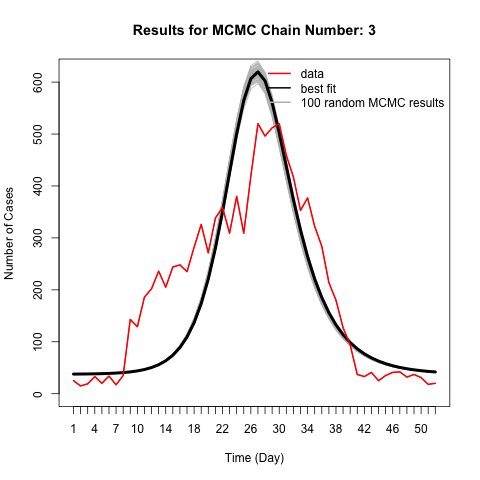 Results for MCMC Chain Number: 3
data
best fit
100 random MCMC results
Number of Cases
600
500
400
300
200
100
0
1 4 7 10 14 18 22 26 30 34 38 42 46 50
Time (Day)